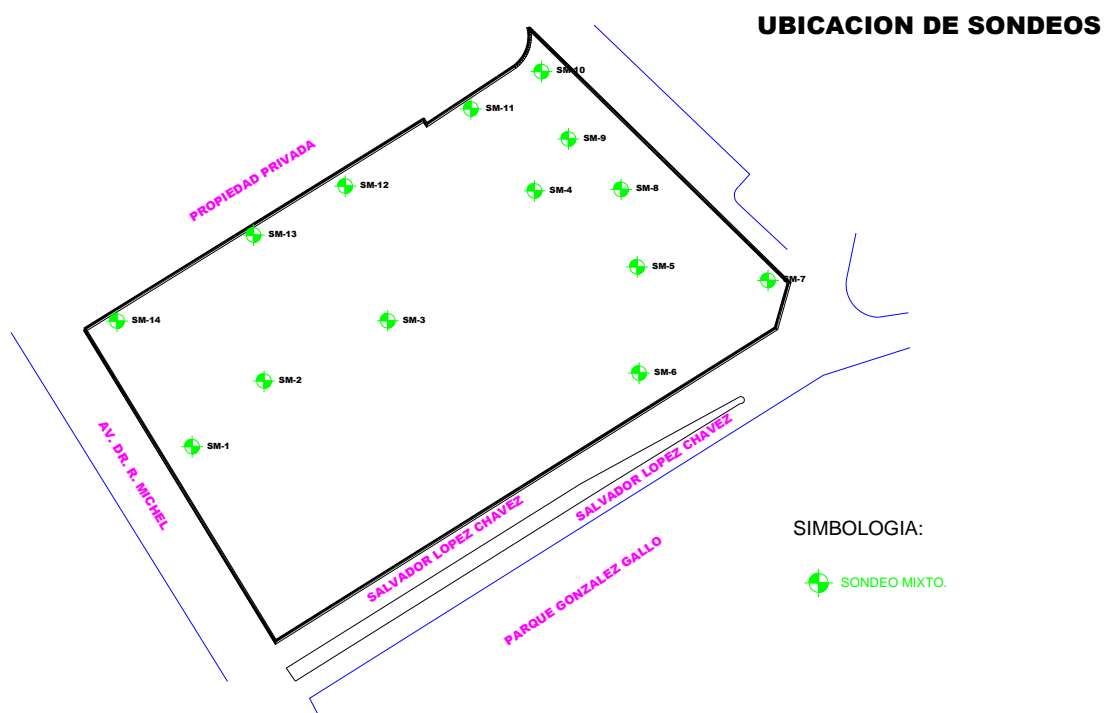 UBICACION DE SONDEOS
SM-10
SM-11
SM-9
PROPIEDAD PRIVADA
SM-12
SM-4
SM-8
SM-13
SM-5
SM-7
SM-14
SM-3
SM-6
SM-2
AV. DR. R. MICHEL
SM-1
SALVADOR LOPEZ CHAVEZ
SALVADOR LOPEZ CHAVEZ
PARQUE GONZALEZ GALLO
SIMBOLOGIA:
SONDEO MIXTO.